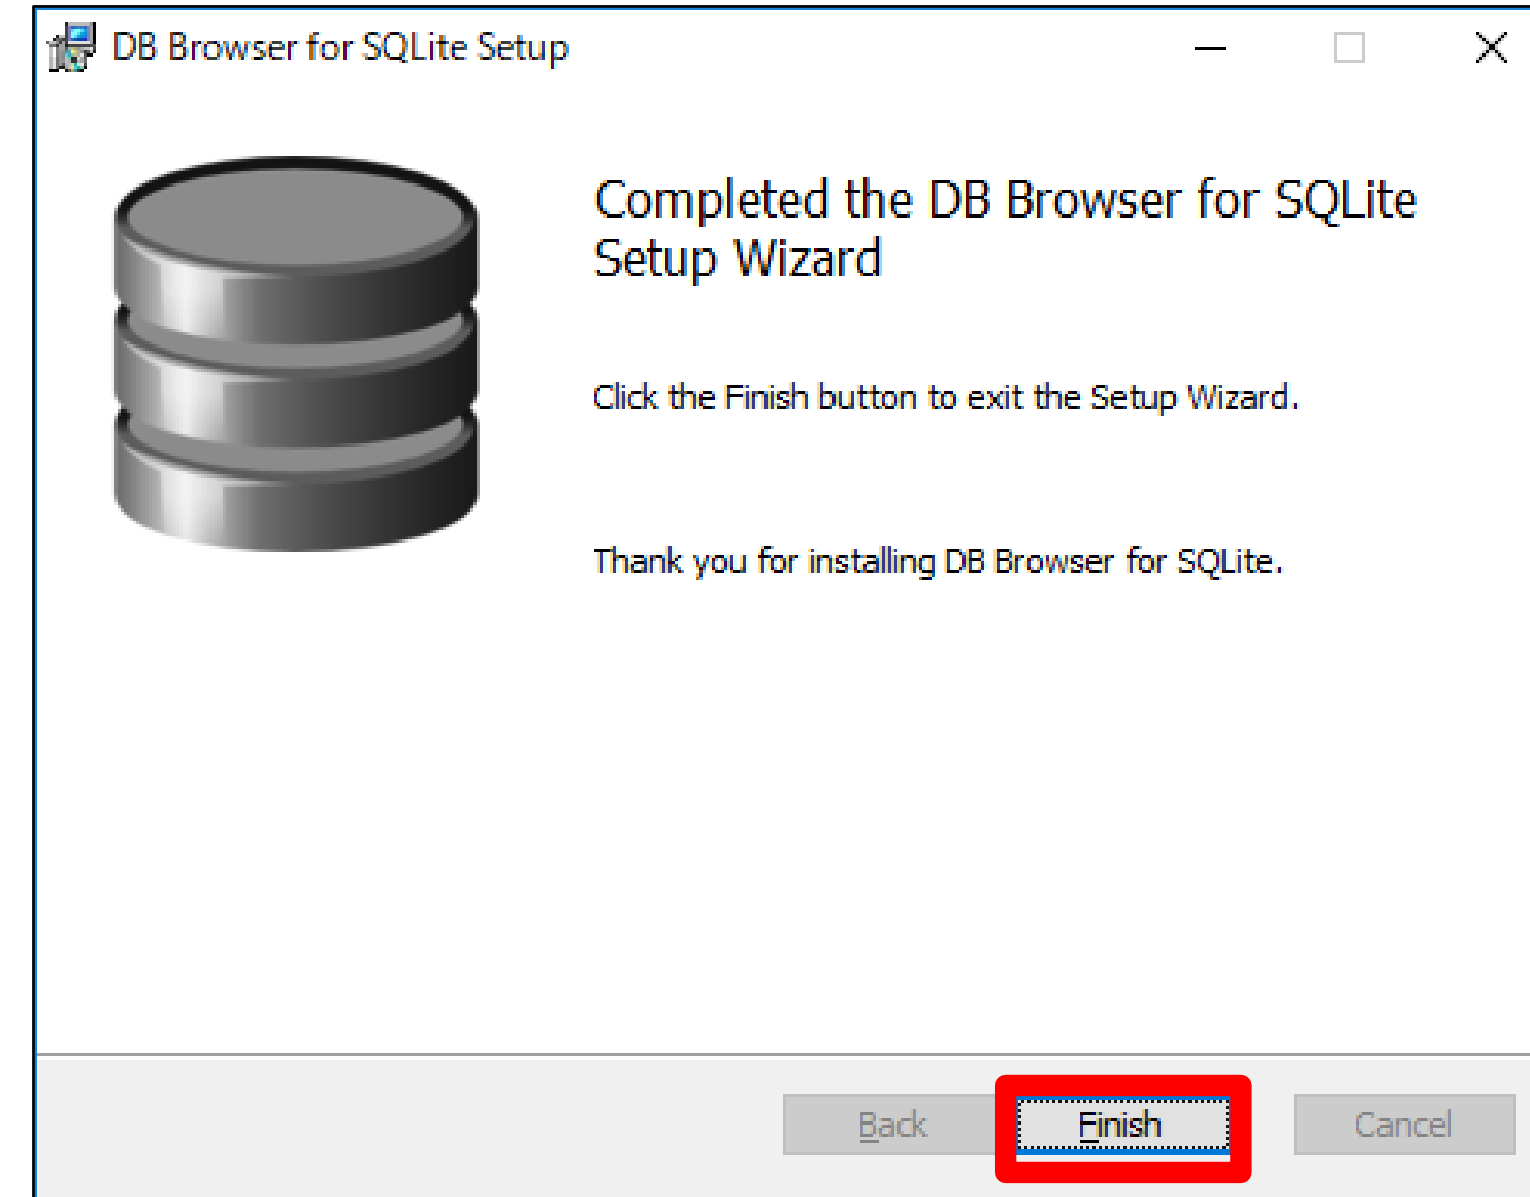 DB Browser for SQLite Setup
Completed the DB Browser for SQLite
Setup Wizard
Click the Finish button to exit the Setup Wizard.
Thank you for installing DB Browser for SQLite.
Back
Finish
Cancel